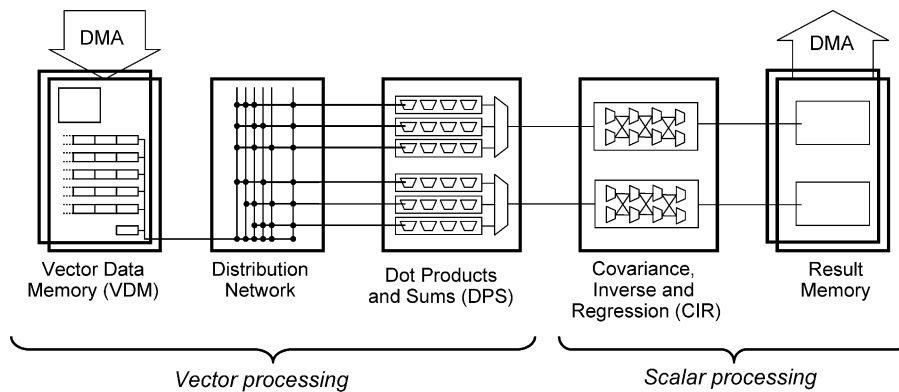 DMA
DMA
Vector Data
Memory (VDM)
Distribution
Network
Dot Products
and Sums (DPS)
Covariance,
Inverse and
Regression (CIR)
Result
Memory
Vector processing
Scalar processing